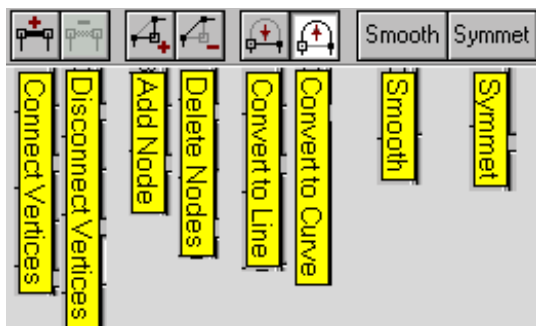 Smooth
Symmet
Connect Vertices
Disconnect Vertices
Add Node
Delete Nodes
Convert to Line
Convert to Curve
Smooth
Symmet